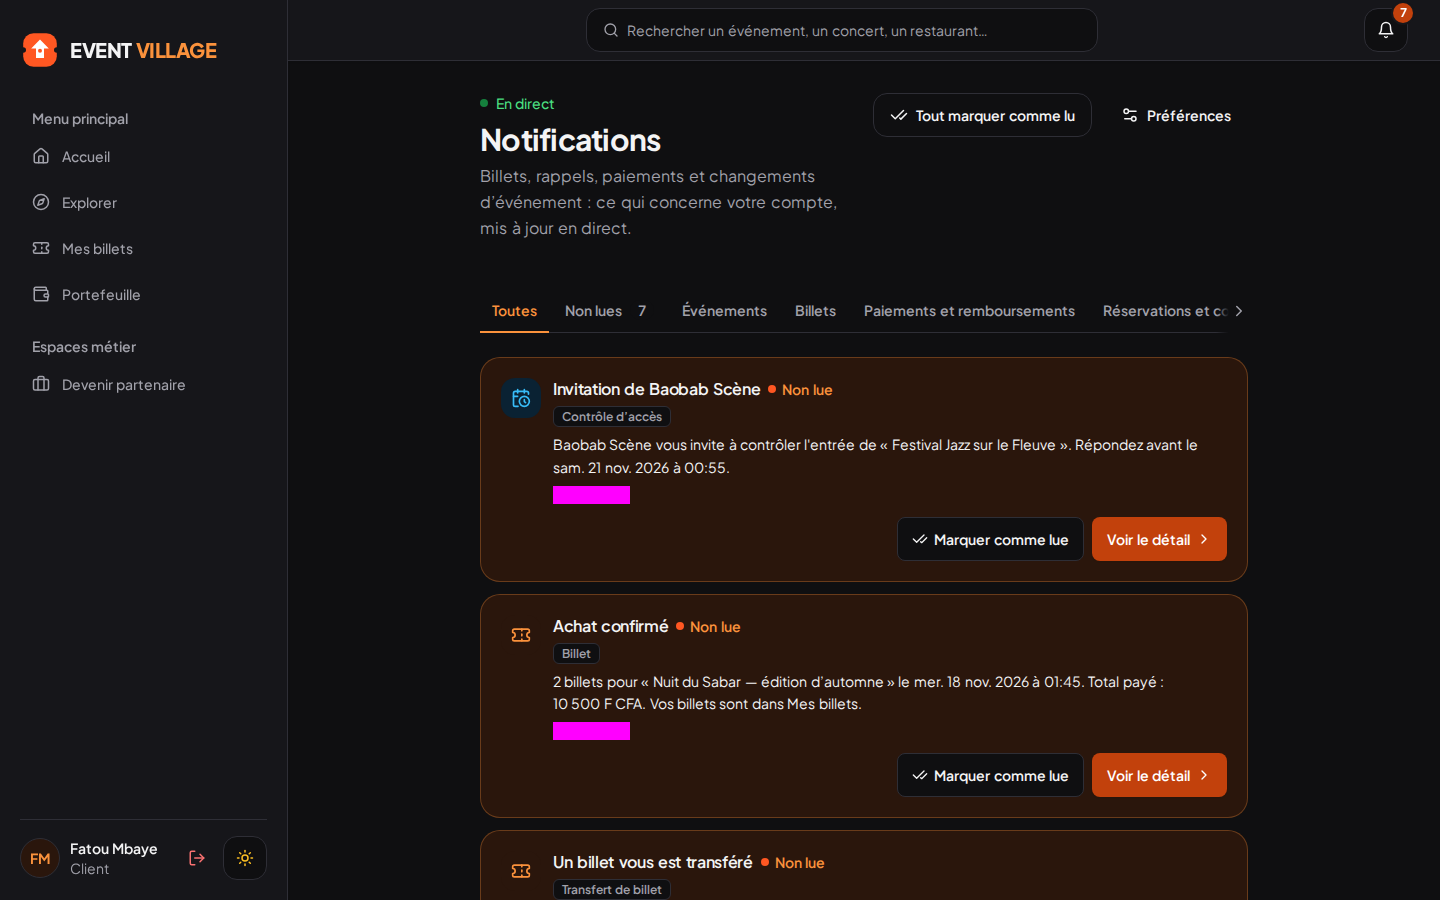 EVENT VILLAGE
Rechercher un événement, un concert, un restaurant…
7
Menu principal
Accueil
Explorer
Mes billets
Portefeuille
Espaces métier
Devenir partenaire
FM
Fatou Mbaye
Client
En direct
Notifications
Billets, rappels, paiements et changements
d’événement : ce qui concerne votre compte,
mis à jour en direct.
Tout marquer comme lu
Préférences
Toutes Non lues 7 Événements Billets Paiements et remboursements Réservations et
Invitation de Baobab Scène Non lue
Contrôle d’accès
Baobab Scène vous invite à contrôler l'entrée de « Festival Jazz sur le Fleuve ». Répondez avant le
sam. 21 nov. 2026 à 00:55.
Marquer comme lue Voir le détail
Achat confirmé Non lue
Billet
2 billets pour « Nuit du Sabar — édition d’automne » le mer. 18 nov. 2026 à 01:45. Total payé :
10 500 F CFA. Vos billets sont dans Mes billets.
Marquer comme lue Voir le détail
Un billet vous est transféré Non lue
Transfert de billet